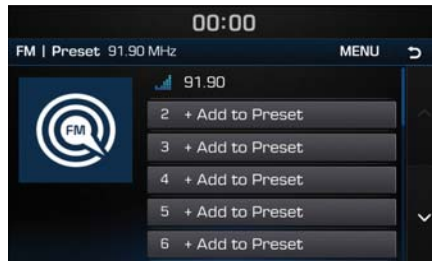 00:00
FM | Preset 91.90 MHz MENU
91.90
FM
2 + Add to Preset
3 + Add to Preset
4 + Add to Preset
5 + Add to Preset
6 + Add to Preset